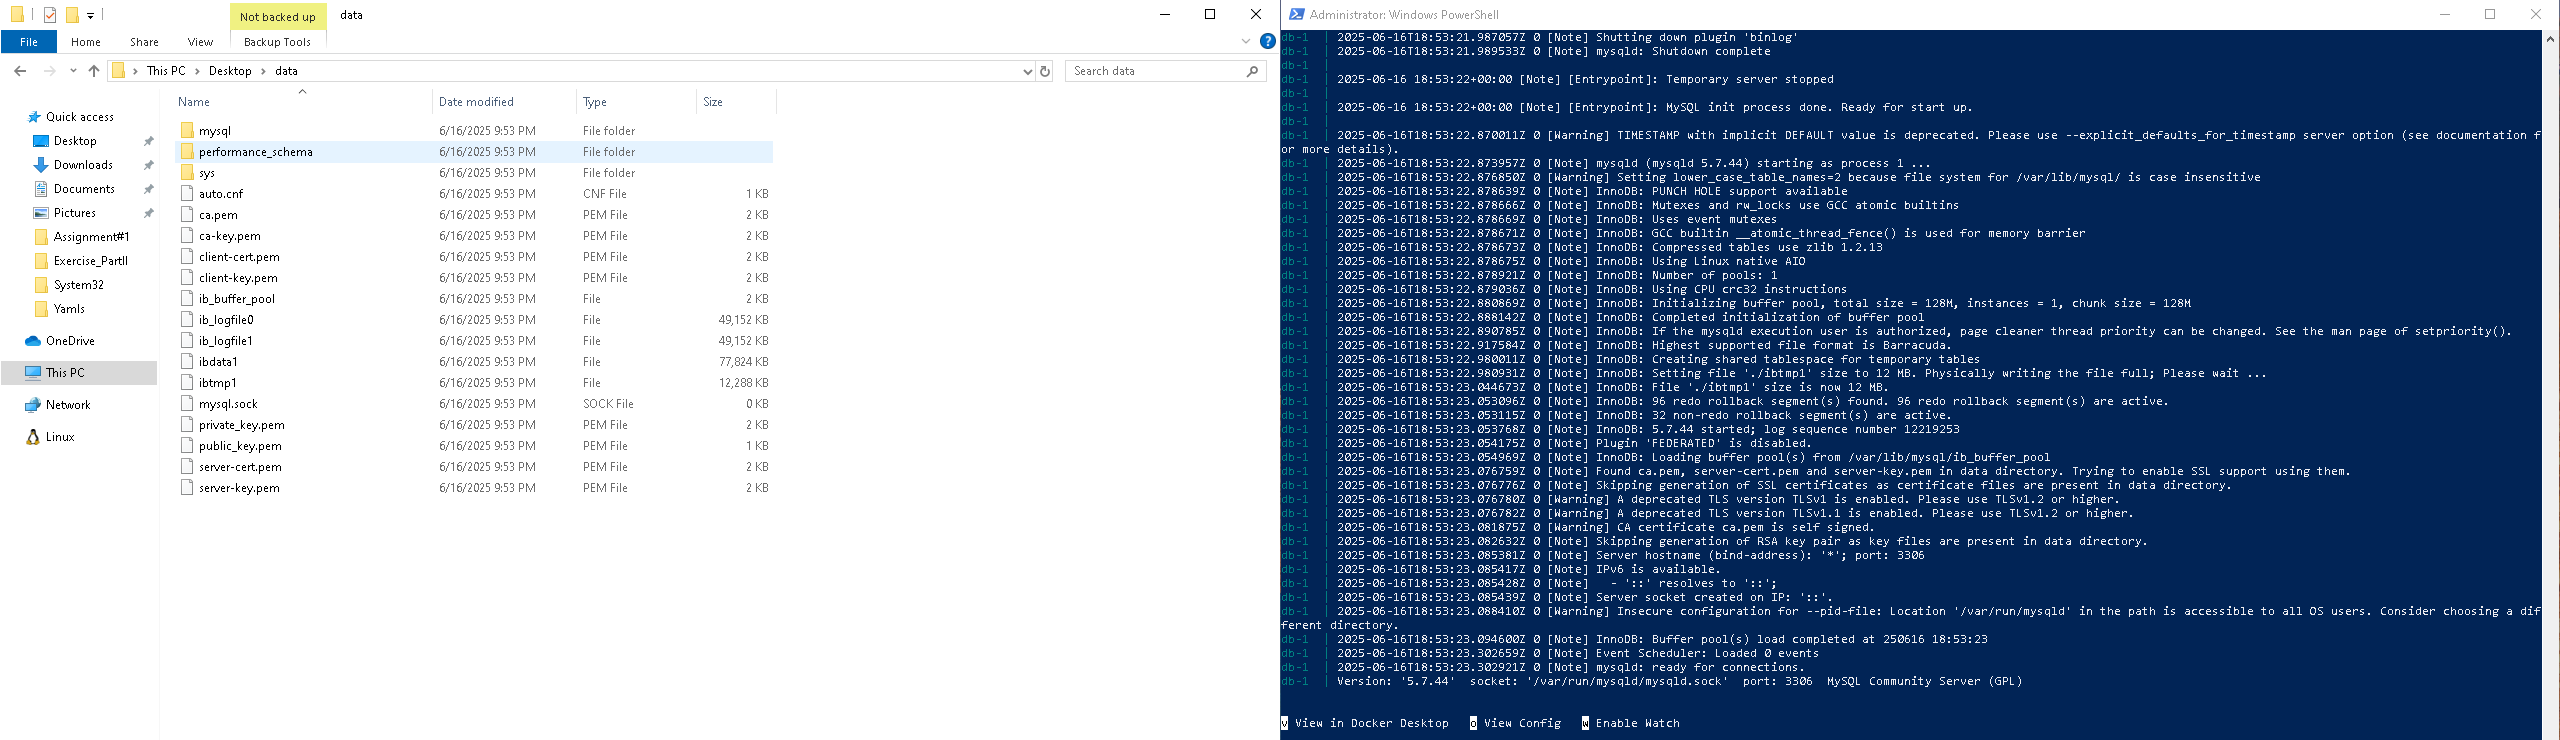 Not backed up
data
File
Home
Share
View
Backup Tools
This PC
Desktop
data
Search data
Quick access
Desktop
Downloads
Documents
Pictures
Assignment#1
Exercise_PartII
System32
Yamls
OneDrive
This PC
Network
Linux
Name Date modified Type Size
mysql 6/16/2025 9:53 PM File folder
performance_schema 6/16/2025 9:53 PM File folder
sys 6/16/2025 9:53 PM File folder
auto.cnf 6/16/2025 9:53 PM CNF File 1 KB
ca.pem 6/16/2025 9:53 PM PEM File 2 KB
ca-key.pem 6/16/2025 9:53 PM PEM File 2 KB
client-cert.pem 6/16/2025 9:53 PM PEM File 2 KB
client-key.pem 6/16/2025 9:53 PM PEM File 2 KB
ib_buffer_pool 6/16/2025 9:53 PM File 2 KB
ib_logfile0 6/16/2025 9:53 PM File 49,152 KB
ib_logfile1 6/16/2025 9:53 PM File 49,152 KB
ibdata1 6/16/2025 9:53 PM File 77,824 KB
ibtmp1 6/16/2025 9:53 PM File 12,288 KB
mysql.sock 6/16/2025 9:53 PM SOCK File 0 KB
private_key.pem 6/16/2025 9:53 PM PEM File 2 KB
public_key.pem 6/16/2025 9:53 PM PEM File 1 KB
server-cert.pem 6/16/2025 9:53 PM PEM File 2 KB
server-key.pem 6/16/2025 9:53 PM PEM File 2 KB
Administrator: Windows PowerShell
db-1 | 2025-06-16T18:53:21.987057Z 0 [Note] Shutting down plugin 'binlog'
db-1 | 2025-06-16T18:53:21.989533Z 0 [Note] mysqld: Shutdown complete
db-1 |
db-1 | 2025-06-16 18:53:22+00:00 [Note] [Entrypoint]: Temporary server stopped
db-1 |
db-1 | 2025-06-16 18:53:22+00:00 [Note] [Entrypoint]: MySQL init process done. Ready for start up.
db-1 |
db-1 | 2025-06-16T18:53:22.870011Z 0 [Warning] TIMESTAMP with implicit DEFAULT value is deprecated. Please use --explicit_defaults_for_timestamp server option (see documentation f
or more details).
db-1 | 2025-06-16T18:53:22.873957Z 0 [Note] mysqld (mysqld 5.7.44) starting as process 1 ...
db-1 | 2025-06-16T18:53:22.876850Z 0 [Warning] Setting lower_case_table_names=2 because file system for /var/lib/mysql/ is case insensitive
db-1 | 2025-06-16T18:53:22.878639Z 0 [Note] InnoDB: PUNCH HOLE support available
db-1 | 2025-06-16T18:53:22.878666Z 0 [Note] InnoDB: Mutexes and rw_locks use GCC atomic builtins
db-1 | 2025-06-16T18:53:22.878669Z 0 [Note] InnoDB: Uses event mutexes
db-1 | 2025-06-16T18:53:22.878671Z 0 [Note] InnoDB: GCC builtin __atomic_thread_fence() is used for memory barrier
db-1 | 2025-06-16T18:53:22.878673Z 0 [Note] InnoDB: Compressed tables use zlib 1.2.13
db-1 | 2025-06-16T18:53:22.878675Z 0 [Note] InnoDB: Using Linux native AIO
db-1 | 2025-06-16T18:53:22.878921Z 0 [Note] InnoDB: Number of pools: 1
db-1 | 2025-06-16T18:53:22.879036Z 0 [Note] InnoDB: Using CPU crc32 instructions
db-1 | 2025-06-16T18:53:22.880869Z 0 [Note] InnoDB: Initializing buffer pool, total size = 128M, instances = 1, chunk size = 128M
db-1 | 2025-06-16T18:53:22.888142Z 0 [Note] InnoDB: Completed initialization of buffer pool
db-1 | 2025-06-16T18:53:22.890785Z 0 [Note] InnoDB: If the mysqld execution user is authorized, page cleaner thread priority can be changed. See the man page of setpriority().
db-1 | 2025-06-16T18:53:22.917584Z 0 [Note] InnoDB: Highest supported file format is Barracuda.
db-1 | 2025-06-16T18:53:22.980011Z 0 [Note] InnoDB: Creating shared tablespace for temporary tables
db-1 | 2025-06-16T18:53:22.980931Z 0 [Note] InnoDB: Setting file './ibtmp1' size to 12 MB. Physically writing the file full; Please wait ...
db-1 | 2025-06-16T18:53:23.044673Z 0 [Note] InnoDB: File './ibtmp1' size is now 12 MB.
db-1 | 2025-06-16T18:53:23.053096Z 0 [Note] InnoDB: 96 redo rollback segment(s) found. 96 redo rollback segment(s) are active.
db-1 | 2025-06-16T18:53:23.053115Z 0 [Note] InnoDB: 32 non-redo rollback segment(s) are active.
db-1 | 2025-06-16T18:53:23.053768Z 0 [Note] InnoDB: 5.7.44 started; log sequence number 12219253
db-1 | 2025-06-16T18:53:23.054175Z 0 [Note] Plugin 'FEDERATED' is disabled.
db-1 | 2025-06-16T18:53:23.054969Z 0 [Note] InnoDB: Loading buffer pool(s) from /var/lib/mysql/ib_buffer_pool
db-1 | 2025-06-16T18:53:23.076759Z 0 [Note] Found ca.pem, server-cert.pem and server-key.pem in data directory. Trying to enable SSL support using them.
db-1 | 2025-06-16T18:53:23.076776Z 0 [Note] Skipping generation of SSL certificates as certificate files are present in data directory.
db-1 | 2025-06-16T18:53:23.076780Z 0 [Warning] A deprecated TLS version TLSv1 is enabled. Please use TLSv1.2 or higher.
db-1 | 2025-06-16T18:53:23.076782Z 0 [Warning] A deprecated TLS version TLSv1.1 is enabled. Please use TLSv1.2 or higher.
db-1 | 2025-06-16T18:53:23.081875Z 0 [Warning] CA certificate ca.pem is self signed.
db-1 | 2025-06-16T18:53:23.082632Z 0 [Note] Skipping generation of RSA key pair as key files are present in data directory.
db-1 | 2025-06-16T18:53:23.085381Z 0 [Note] Server hostname (bind-address): '*'; port: 3306
db-1 | 2025-06-16T18:53:23.085417Z 0 [Note] IPv6 is available.
db-1 | 2025-06-16T18:53:23.085428Z 0 [Note]   - '::' resolves to '::';
db-1 | 2025-06-16T18:53:23.085439Z 0 [Note] Server socket created on IP: '::'.
db-1 | 2025-06-16T18:53:23.088410Z 0 [Warning] Insecure configuration for --pid-file: Location '/var/run/mysqld' in the path is accessible to all OS users. Consider choosing a dif
ferent directory.
db-1 | 2025-06-16T18:53:23.094600Z 0 [Note] InnoDB: Buffer pool(s) load completed at 250616 18:53:23
db-1 | 2025-06-16T18:53:23.302659Z 0 [Note] Event Scheduler: Loaded 0 events
db-1 | 2025-06-16T18:53:23.302921Z 0 [Note] mysqld: ready for connections.
db-1 | Version: '5.7.44'  socket: '/var/run/mysqld/mysqld.sock'  port: 3306  MySQL Community Server (GPL)
v View in Docker Desktop   o View Config   w Enable Watch